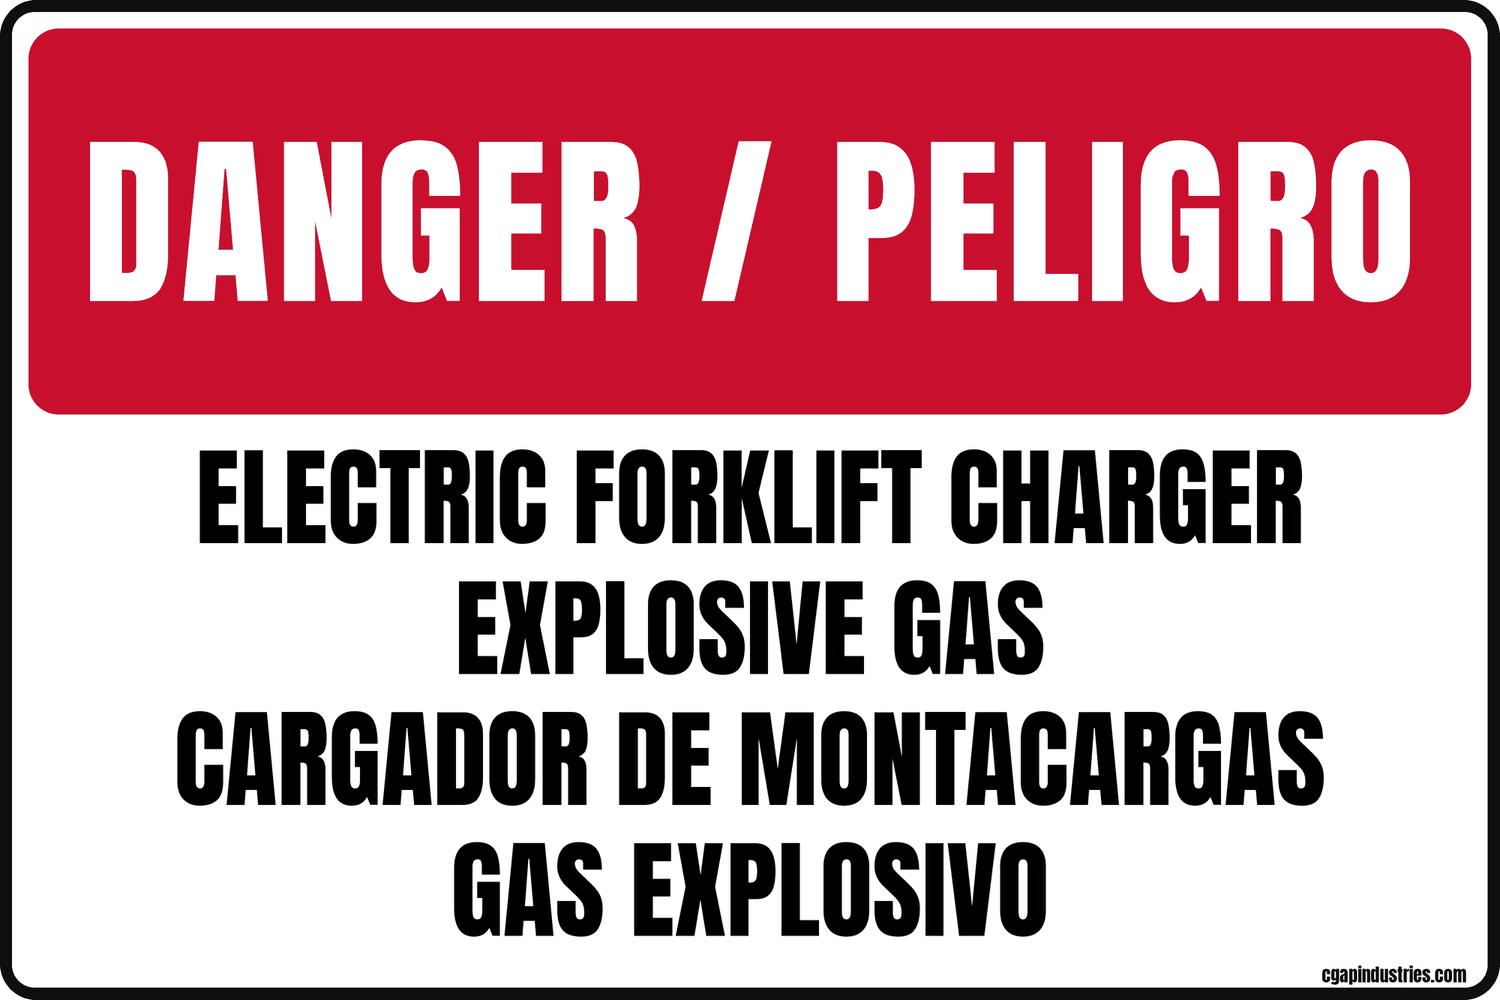 DANGER / PELIGRO
ELECTRIC FORKLIFT CHARGER
EXPLOSIVE GAS
CARGADOR DE MONTACARGAS
GAS EXPLOSIVO
cgapindustries.com